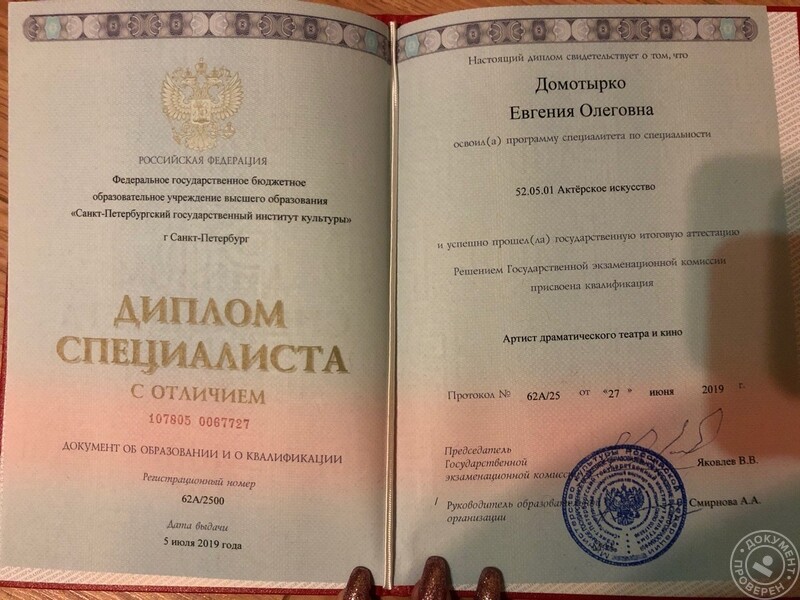 РОССИЙСКАЯ ФЕДЕРАЦИЯ
Федеральное государственное бюджетное
образовательное учреждение высшего образования
«Санкт-Петербургский государственный институт культуры»
г Санкт-Петербург
ДИПЛОМ
СПЕЦИАЛИСТА
С ОТЛИЧИЕМ
107805 0067727
ДОКУМЕНТ ОБ ОБРАЗОВАНИИ И О КВАЛИФИКАЦИИ
Регистрационный номер
62А/2500
Дата выдачи
5 июля 2019 года
Настоящий диплом свидетельствует о том, что
Домотырко
Евгения Олеговна
освоил(а) программу специалитета по специальности
52.05.01 Актёрское искусство
и успешно прошел(ла) государственную итоговую аттестацию
Решением Государственной экзаменационной комиссии
присвоена квалификация
Артист драматического театра и кино
Протокол № 62А/25 от «27» июня 2019 г.
Председатель
Государственной
экзаменационной Яковлев В.В.
Руководитель Смирнова А.А.
организации
ДОКУМЕНТ ПРОВЕРЕН